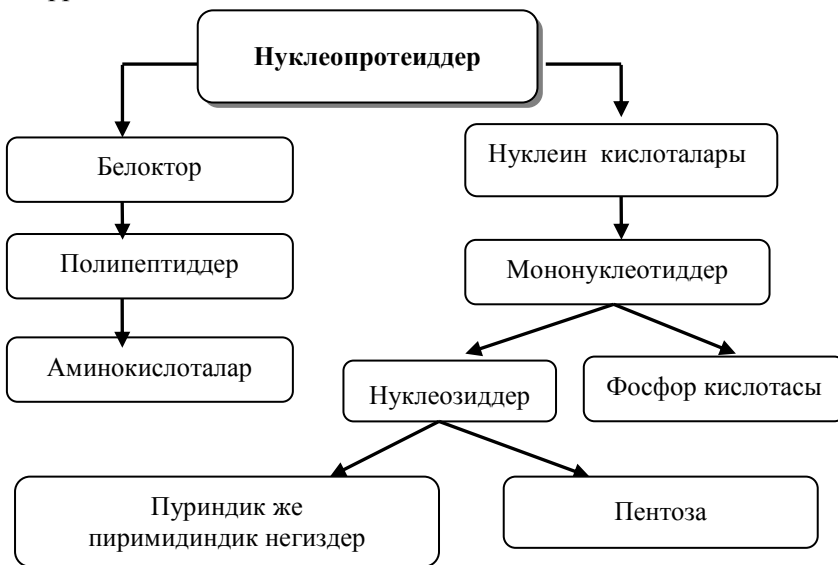 Нуклеопротеиддер
Белоктор
Нуклеин кислоталары
Полипептиддер
Мононуклеотиддер
Аминокислоталар
Нуклеозиддер
Фосфор кислотасы
Пуриндик же
пиримидиндик негиздер
Пентоза